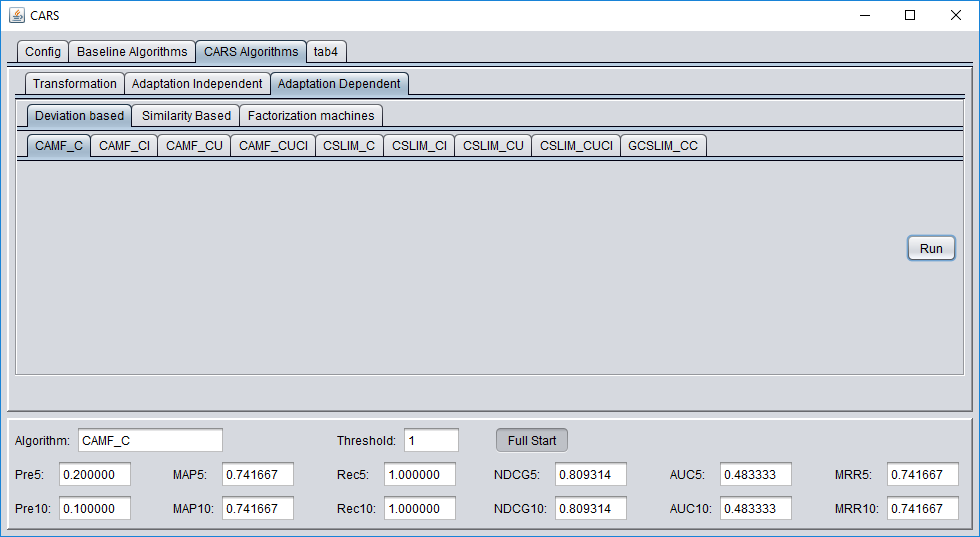 CARS
Config Baseline Algorithms CARS Algorithms tab4
Transformation Adaptation Independent Adaptation Dependent
Deviation based Similarity Based Factorization machines
CAMF_C CAMF_CI CAMF_CU CAMF_CUCI CSLIM_C CSLIM_CI CSLIM_CU CSLIM_CUCI GCSLIM_CC
Run
Algorithm: CAMF_C Threshold: 1 Full Start
Pre5: 0.200000 MAP5: 0.741667 Rec5: 1.000000 NDCG5: 0.809314 AUC5: 0.483333 MRR5: 0.741667
Pre10: 0.100000 MAP10: 0.741667 Rec10: 1.000000 NDCG10: 0.809314 AUC10: 0.483333 MRR10: 0.741667